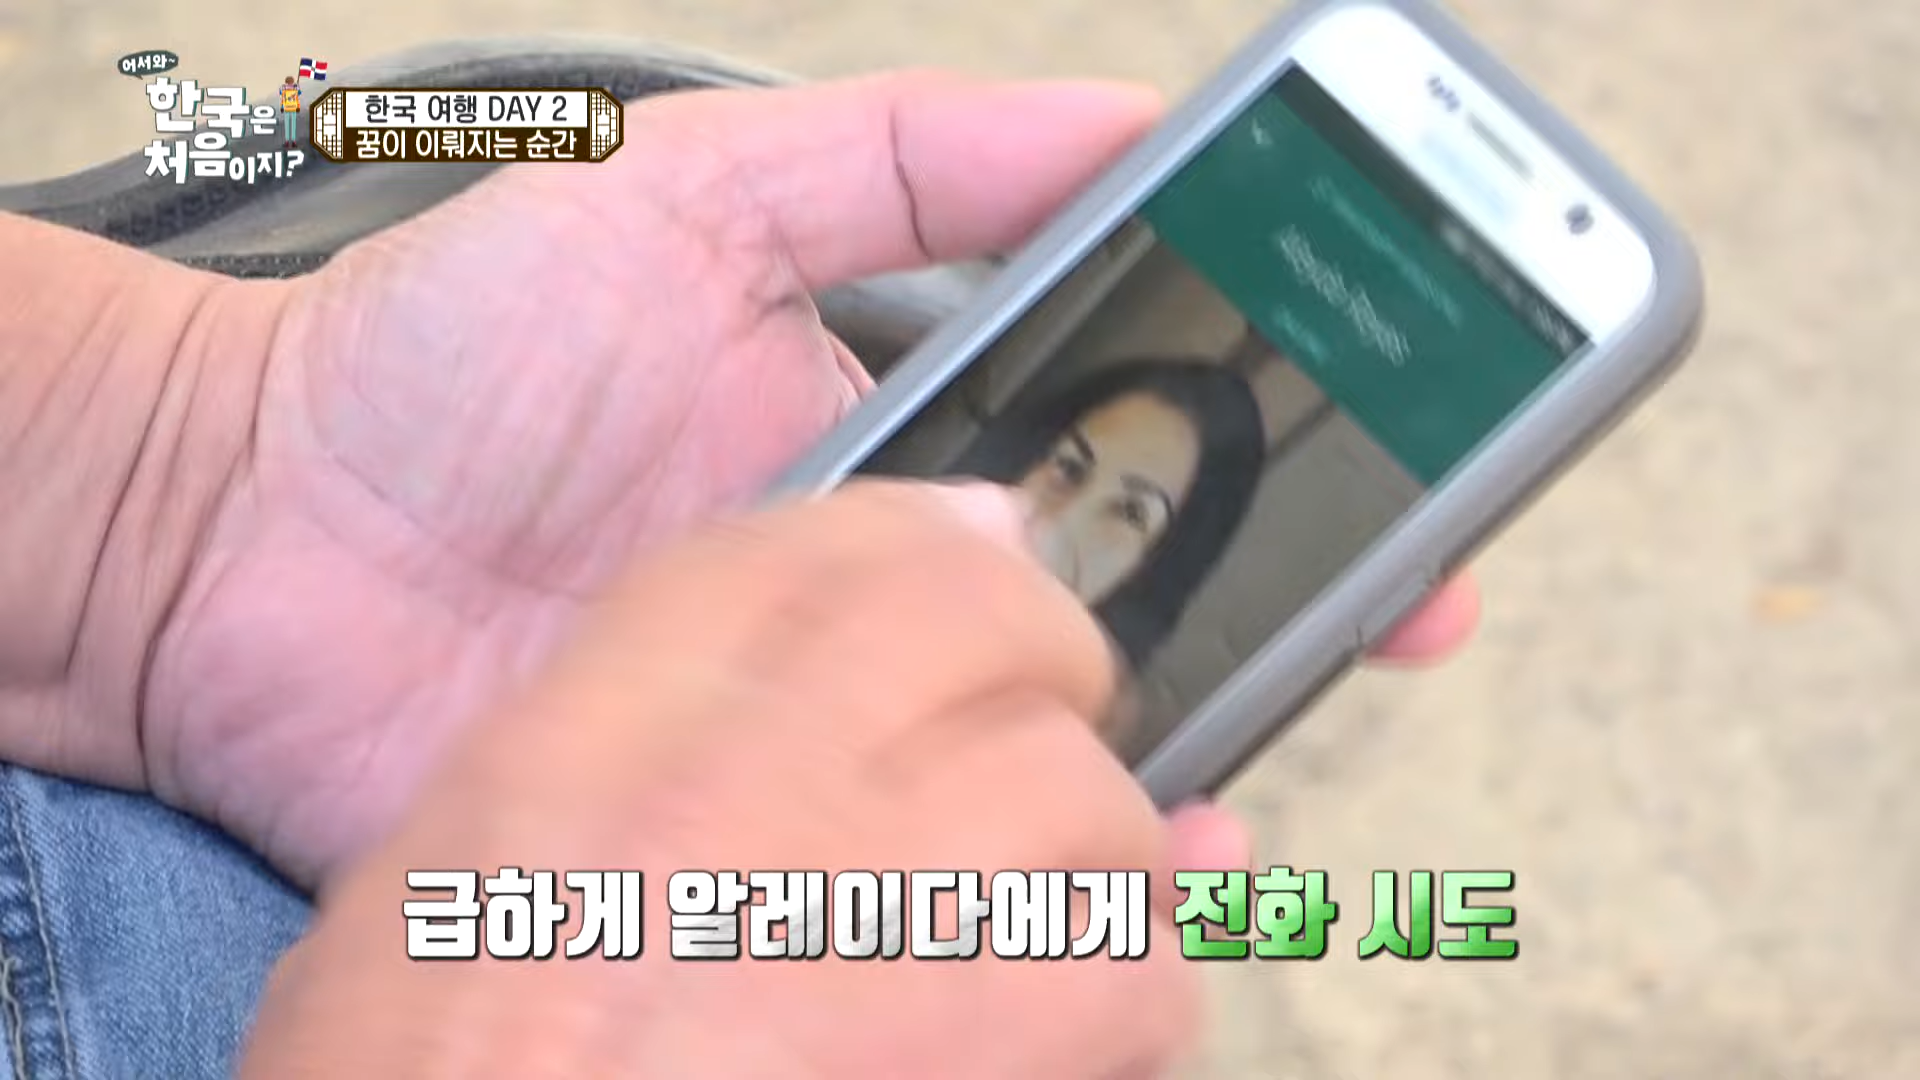 어서와~
한국은
처음이지?
한국 여행 DAY 2
꿈이 이뤄지는 순간
급하게 알레이다에게 전화 시도